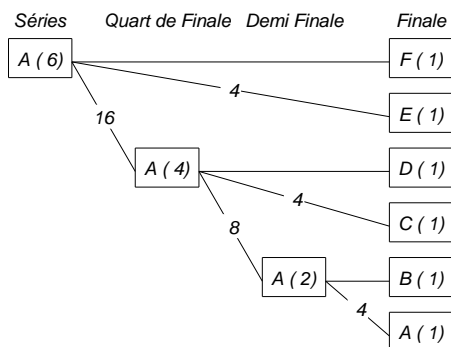 Séries Quart de Finale Demi Finale Finale
A ( 6 ) F ( 1 )
4
E ( 1 )
16
A ( 4 ) D ( 1 )
4
C ( 1 )
8
A ( 2 ) B ( 1 )
4
A ( 1 )